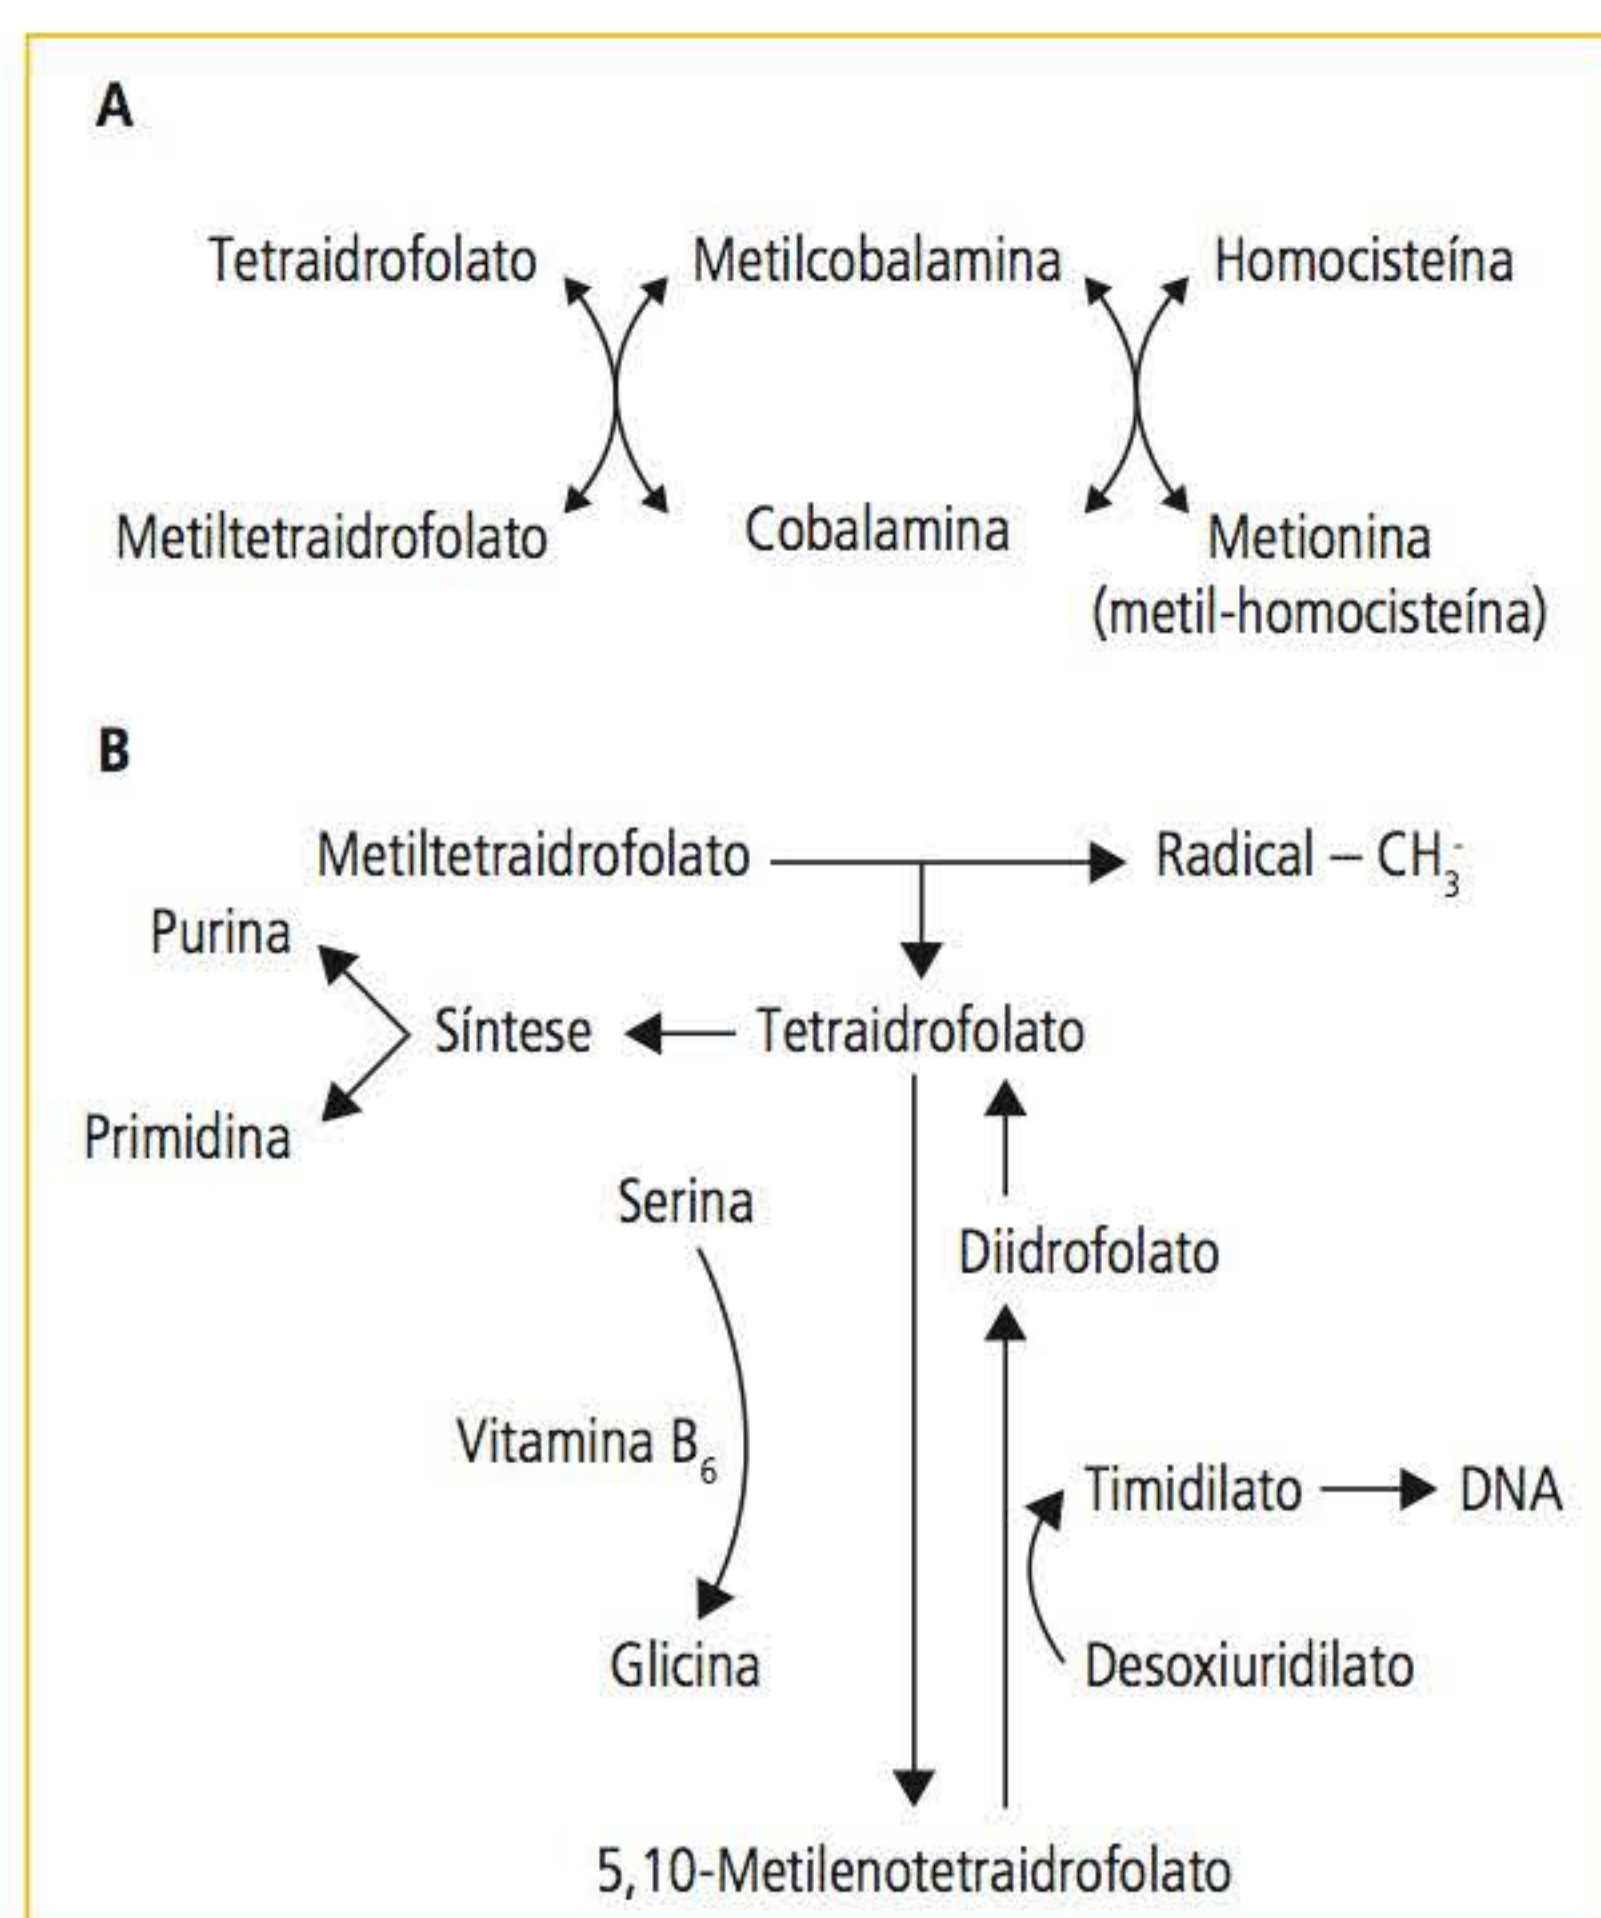 A
Tetraidrofolato Metilcobalamina Homocisteína
Metiltetraidrofolato Cobalamina Metionina
(metil-homocisteína)
B
Metiltetraidrofolato Radical – CH₃⁻
Purina
Síntese Tetraidrofolato
Primidina
Serina
Diidrofolato
Vitamina B₆
Timidilato DNA
Glicina Desoxiuridilato
5,10-Metilenotetraidrofolato